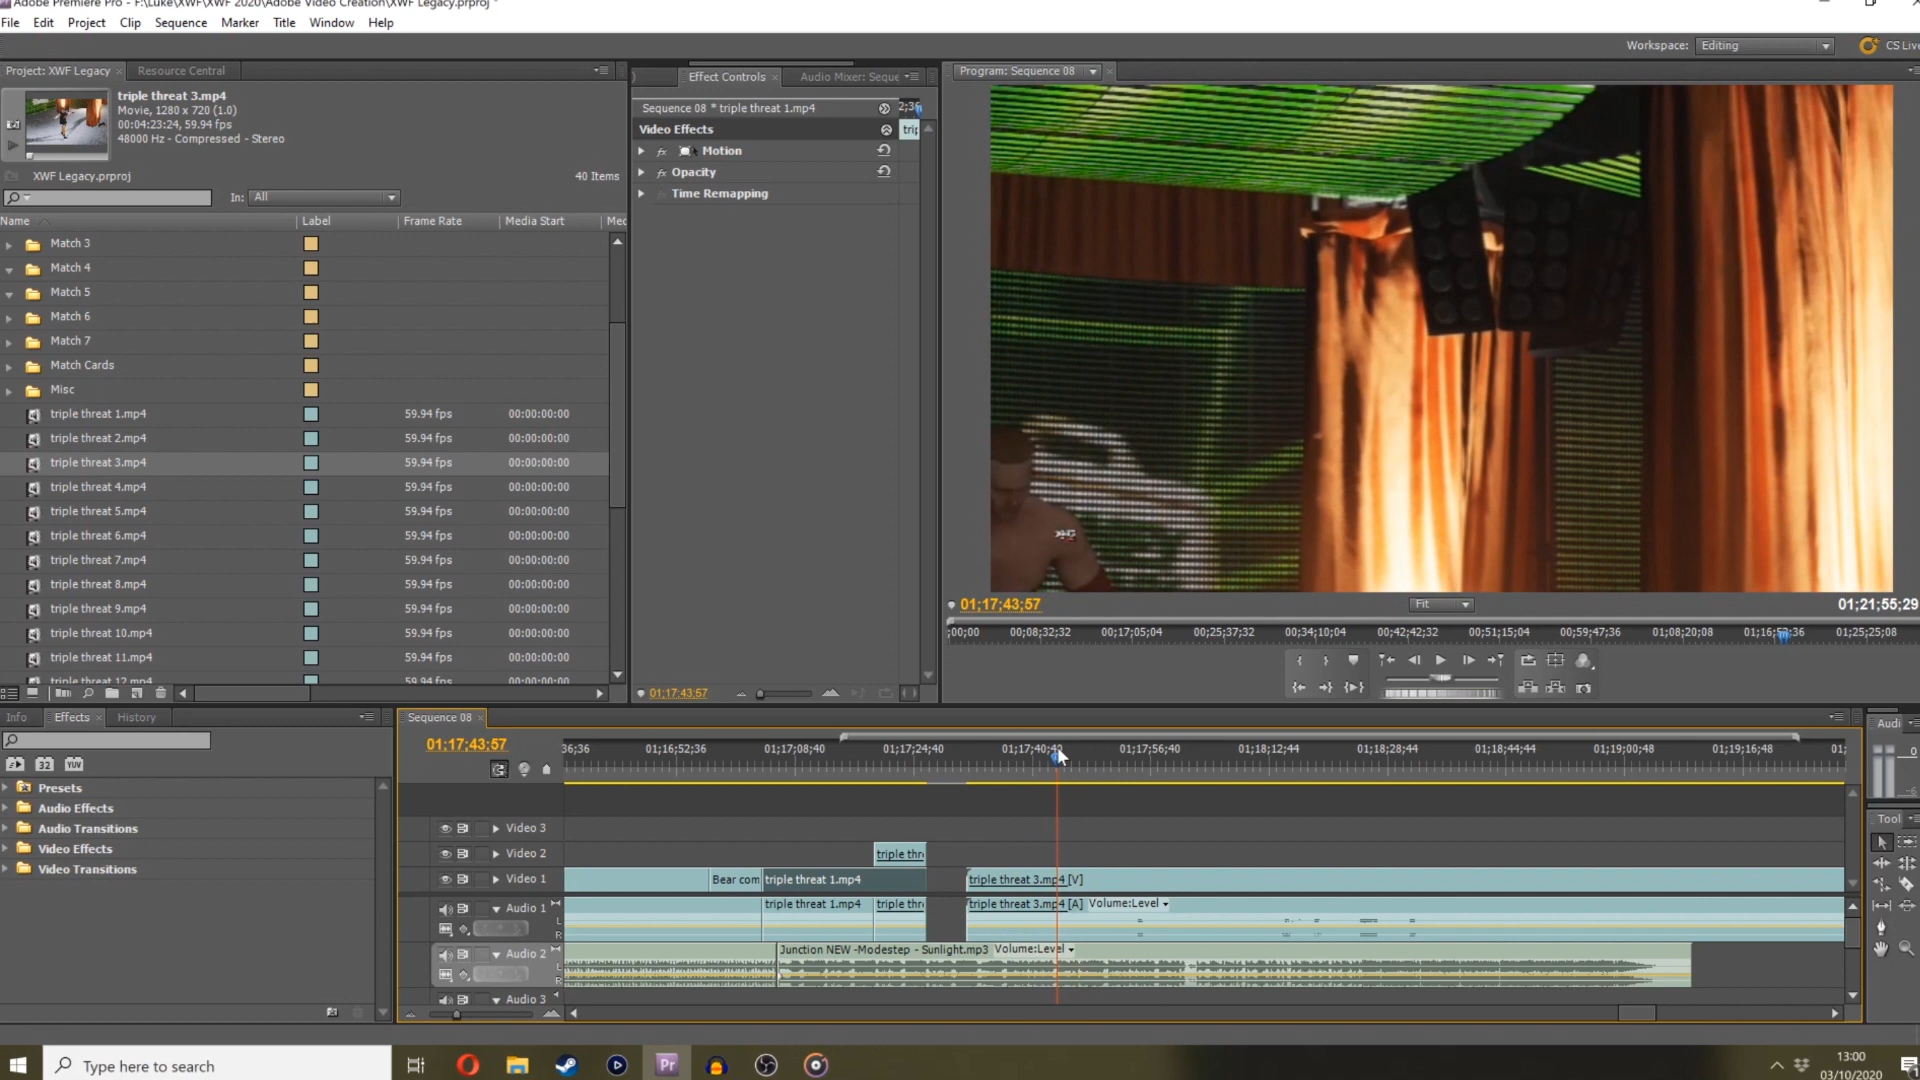 Adobe Premiere Pro - F:\Luke\XWF\XWF 2020\Adobe Video Creation\XWF Legacy.prproj *
File Edit Project Clip Sequence Marker Title Window Help
Workspace: Editing CS Live
Project: XWF Legacy Resource Central
triple threat 3.mp4
Movie, 1280 x 720 (1.0)
00:04:23:24, 59.94 fps
48000 Hz - Compressed - Stereo
XWF Legacy.prproj 40 Items
In: All
Name Label Frame Rate Media Start Med
Match 3
Match 4
Match 5
Match 6
Match 7
Match Cards
Misc
triple threat 1.mp4 59.94 fps 00:00:00:00
triple threat 2.mp4 59.94 fps 00:00:00:00
triple threat 3.mp4 59.94 fps 00:00:00:00
triple threat 4.mp4 59.94 fps 00:00:00:00
triple threat 5.mp4 59.94 fps 00:00:00:00
triple threat 6.mp4 59.94 fps 00:00:00:00
triple threat 7.mp4 59.94 fps 00:00:00:00
triple threat 8.mp4 59.94 fps 00:00:00:00
triple threat 9.mp4 59.94 fps 00:00:00:00
triple threat 10.mp4 59.94 fps 00:00:00:00
triple threat 11.mp4 59.94 fps 00:00:00:00
triple threat 12.mp4 59.94 fps 00:00:00:00
Effect Controls Audio Mixer: Seque
Sequence 08 * triple threat 1.mp4 2;36
Video Effects trip
fx Motion
fx Opacity
Time Remapping
01;17;43;57
Program: Sequence 08
01;17;43;57 Fit 01;21;55;29
;00;00 00;08;32;32 00;17;05;04 00;25;37;32 00;34;10;04 00;42;42;32 00;51;15;04 00;59;47;36 01;08;20;08 01;16;52;36 01;25;25;08
Info Effects History
32 YUV
Presets
Audio Effects
Audio Transitions
Video Effects
Video Transitions
Sequence 08
01;17;43;57
36;36 01;16;52;36 01;17;08;40 01;17;24;40 01;17;40;42 01;17;56;40 01;18;12;44 01;18;28;44 01;18;44;44 01;19;00;48 01;19;16;48 01;
Video 3
Video 2 triple thre
Video 1 Bear com triple threat 1.mp4 triple threat 3.mp4 [V]
Audio 1 L R triple threat 1.mp4 triple thre triple threat 3.mp4 [A] Volume:Level
Audio 2 L R Junction NEW -Modestep - Sunlight.mp3 Volume:Level
Audio 3
Audi
0
-6
Tool
Type here to search
Pr
13:00
03/10/2020